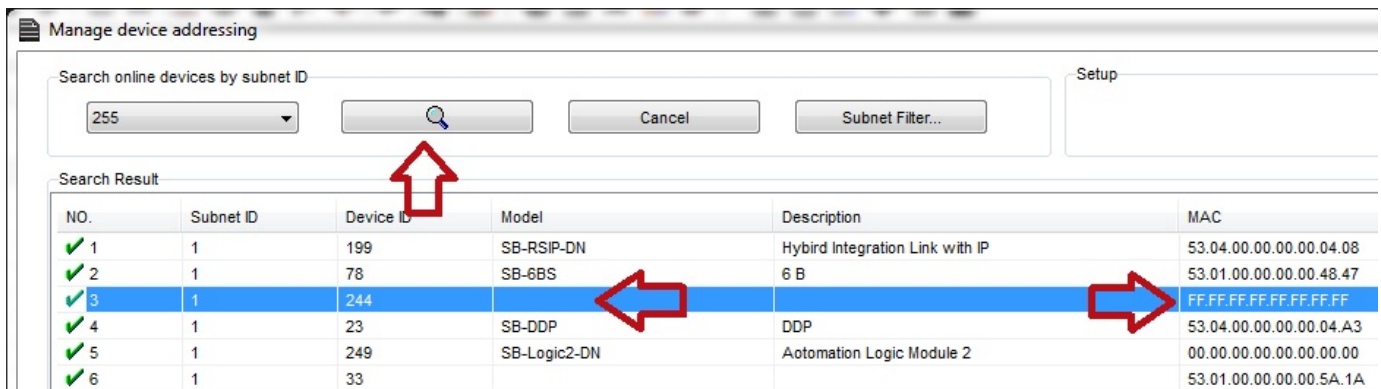 Manage device addressing
Search online devices by subnet ID
Setup
255 Cancel Subnet Filter...
Search Result
NO. Subnet ID Device ID Model Description MAC
1 1 199 SB-RSIP-DN Hybird Integration Link with IP 53.04.00.00.00.00.04.08
2 1 78 SB-6BS 6 B 53.01.00.00.00.00.48.47
3 1 244 FF.FF.FF.FF.FF.FF.FF.FF
4 1 23 SB-DDP DDP 53.04.00.00.00.00.04.A3
5 1 249 SB-Logic2-DN Aotomation Logic Module 2 00.00.00.00.00.00.00.00
6 1 33 53.01.00.00.00.00.5A.1A